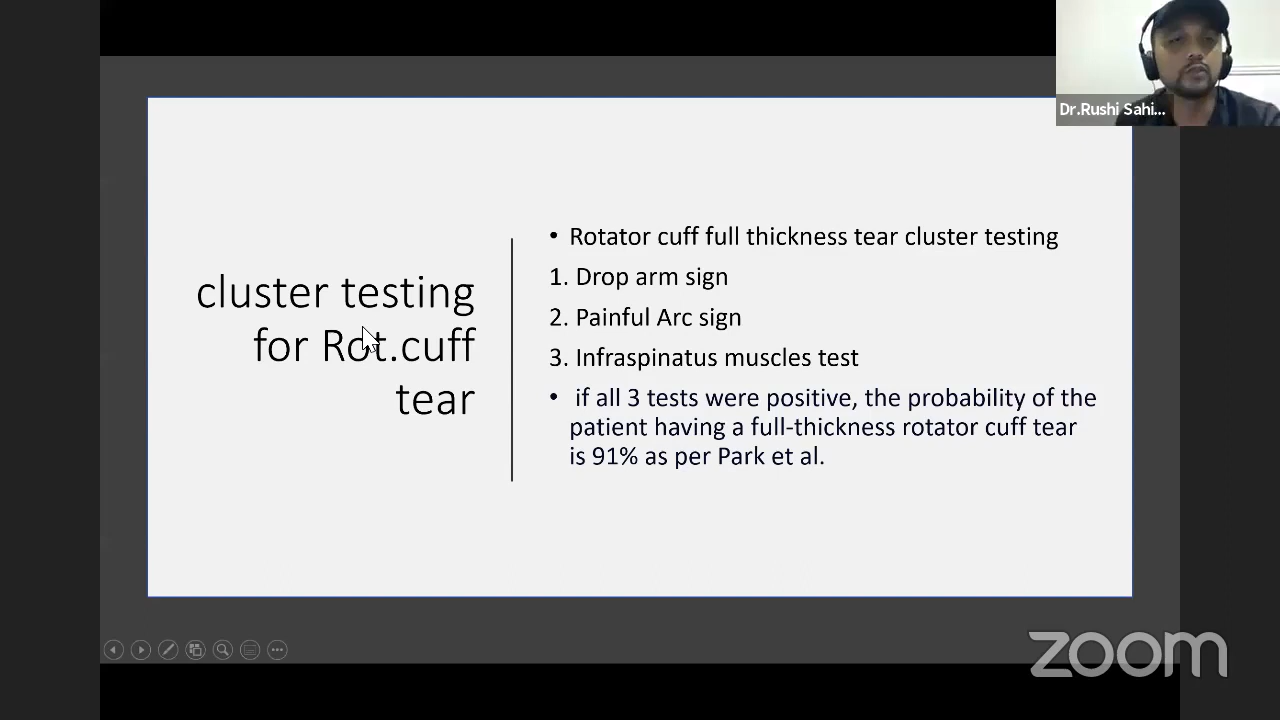 Dr.Rushi Sahi...
cluster testing
for Rot.cuff
tear
• Rotator cuff full thickness tear cluster testing
1. Drop arm sign
2. Painful Arc sign
3. Infraspinatus muscles test
• if all 3 tests were positive, the probability of the
patient having a full-thickness rotator cuff tear
is 91% as per Park et al.
zoom